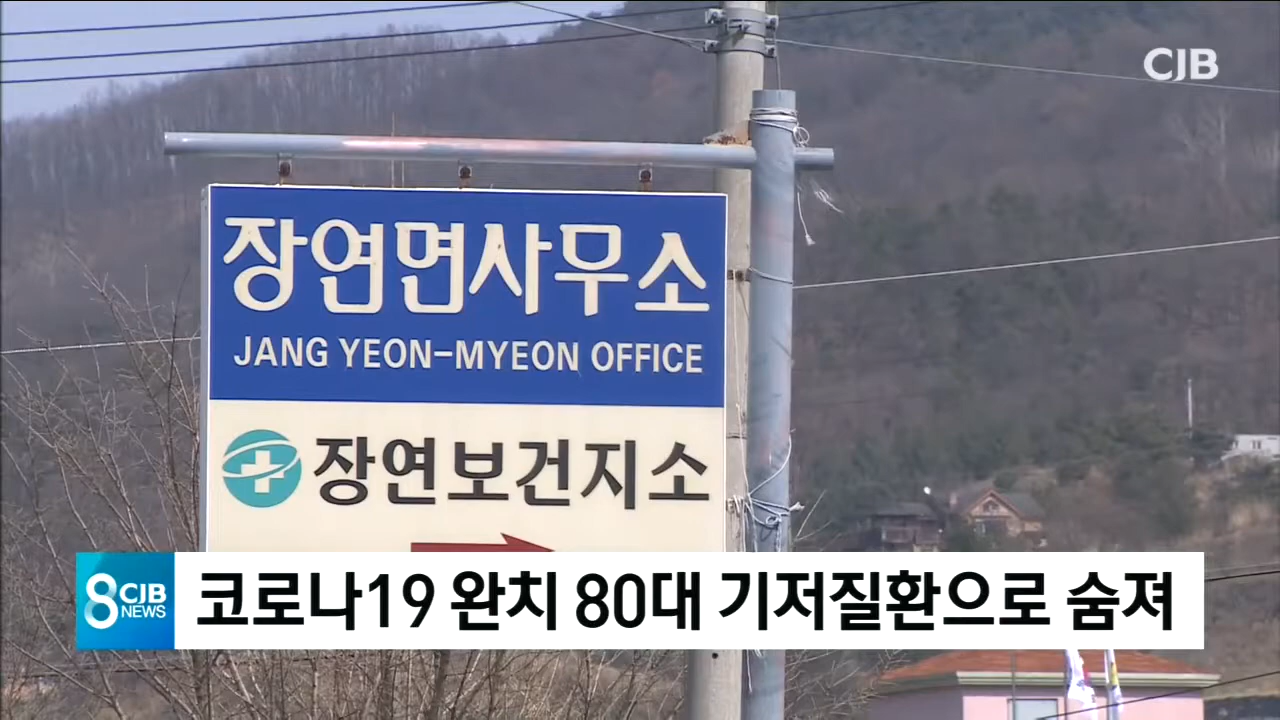 CJB
장연면사무소
JANG YEON-MYEON OFFICE
장연보건지소
8 CJB NEWS
코로나19 완치 80대 기저질환으로 숨져